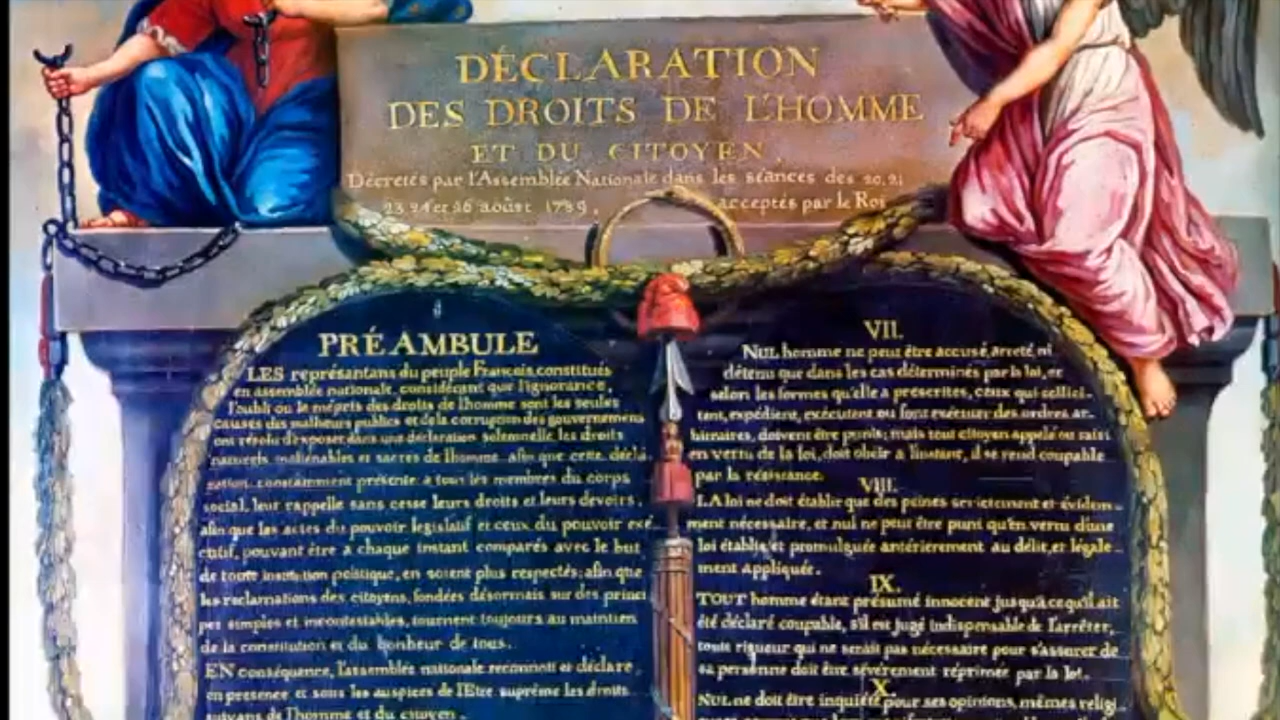 DÉCLARATION
DES DROITS DE L'HOMME
ET DU CITOYEN,
Décretés par l'Assemblée Nationale dans les séances des 20, 21
23, 24 et 26 août 1789, acceptés par le Roi
PRÉAMBULE
LES représantans du peuple François, constitués
en assemblée nationale, considérant que l'ignorance,
l'oubli ou le mépris des droits de l'homme sont les seules
causes des malheurs publics et de la corruption des gouvernemens
ont résolu d'exposer dans une déclaration solemnelle, les droits
naturels, inaliénables et sacrés de l'homme, afin que cette décla
ration, constamment présente à tous les membres du corps
social, leur rappelle sans cesse leurs droits et leurs devoirs,
afin que les actes du pouvoir législatif et ceux du pouvoir exé
cutif, pouvant être à chaque instant comparés avec le but
de toute institution politique, en soient plus respectés; afin que
les reclamations des citoyens, fondées désormais sur des princi
pes simples et incontestables, tournent toujours au maintien
de la constitution et du bonheur de tous.
EN conséquence, l'assemblée nationale reconnoit et déclare,
en presence et sous les auspices de l'Etre suprême les droits
suivans de l'homme et du citoyen.
VII.
NUL homme ne peut être accusé, arreté, ni
détenu que dans les cas déterminés par la loi, et
selon les formes qu'elle a prescrites, ceux qui sollici-
tent, expédient, exécutent ou font exécuter des ordres ar-
bitraires, doivent être punis; mais tout citoyen appelé ou saisi
en vertu de la loi, doit obéir a l'instant, il se rend coupable
par la résistance.
VIII.
LA loi ne doit établir que des peines strictement et évidem-
ment nécessaire, et nul ne peut être puni qu'en vertu d'une
loi établie et promulguée antérierement au délit, et légale-
ment appliquée.
IX.
TOUT homme étant présumé innocent jusqu'a ce qu'il ait
été déclaré coupable, s'il est jugé indispensable de l'arrêter,
toute rigueur qui ne serait pas nécessaire pour s'assurer de
sa personne doit être sévèrement réprimée par la loi.
X.
NUL ne doit être inquiété pour ses opinions, mêmes religi